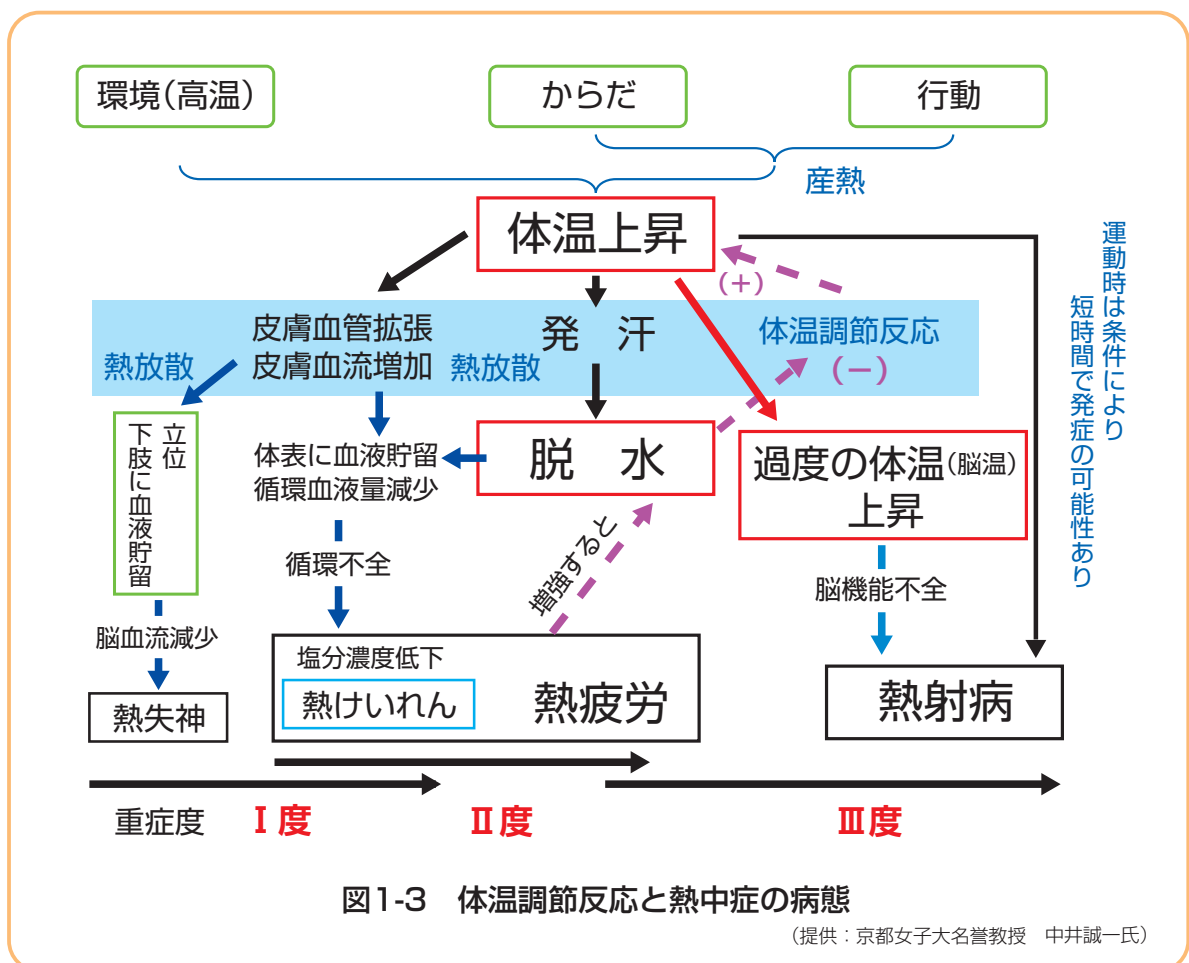 環境(高温)
からだ
行動
産熱
体温上昇
(+)
運動時は条件により
短時間で発症の可能性あり
皮膚血管拡張
皮膚血流増加
熱放散
発 汗
熱放散
体温調節反応
(−)
立位
下肢に血液貯留
体表に血液貯留
循環血液量減少
脱 水
過度の体温(脳温)
上昇
循環不全
増強すると
脳機能不全
脳血流減少
塩分濃度低下
熱けいれん
熱疲労
熱失神
熱射病
重症度
Ⅰ度
Ⅱ度
Ⅲ度
図1-3 体温調節反応と熱中症の病態
(提供:京都女子大名誉教授 中井誠一氏)